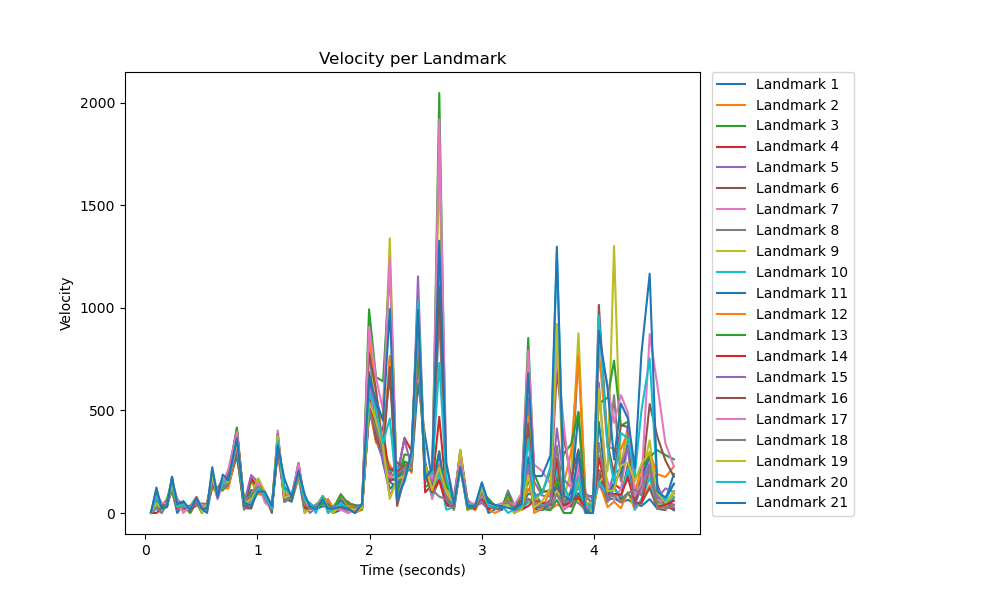 Velocity per Landmark
Velocity
2000
1500
1000
500
0
0 1 2 3 4
Time (seconds)
Landmark 1
Landmark 2
Landmark 3
Landmark 4
Landmark 5
Landmark 6
Landmark 7
Landmark 8
Landmark 9
Landmark 10
Landmark 11
Landmark 12
Landmark 13
Landmark 14
Landmark 15
Landmark 16
Landmark 17
Landmark 18
Landmark 19
Landmark 20
Landmark 21